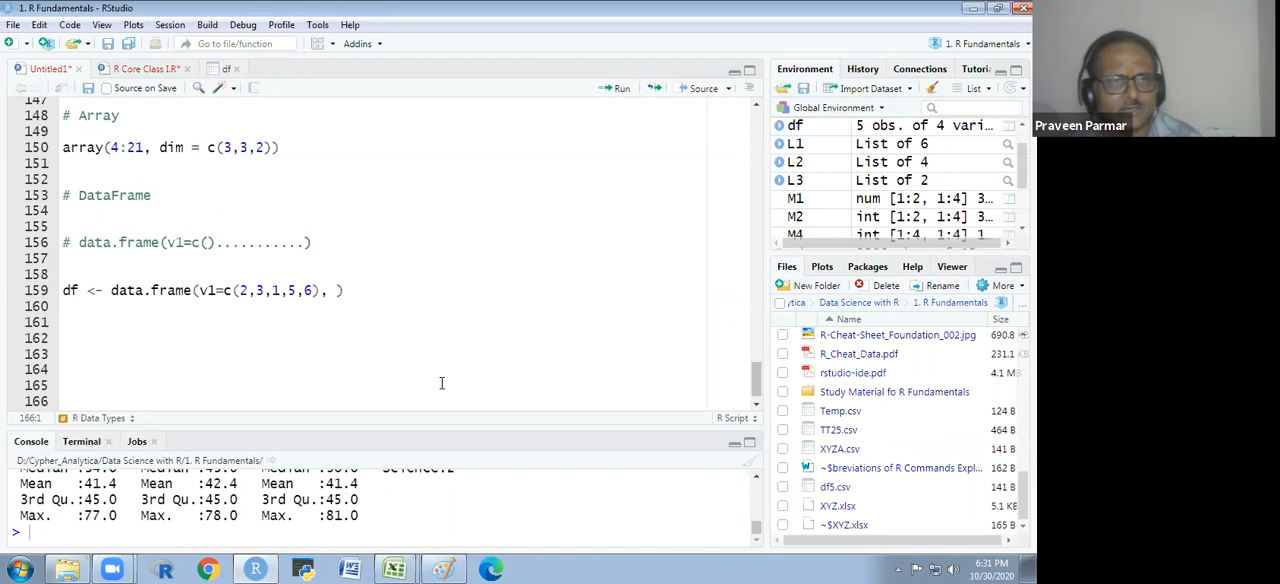 1. R Fundamentals - RStudio
File Edit Code View Plots Session Build Debug Profile Tools Help
Go to file/function
Addins
1. R Fundamentals
Untitled1*
R Core Class I.R*
df
Source on Save
Run
Source
147
148 # Array
149
150 array(4:21, dim = c(3,3,2))
151
152
153 # DataFrame
154
155
156 # data.frame(v1=c()...........)
157
158
159 df <- data.frame(v1=c(2,3,1,5,6), )
160
161
162
163
164
165
166
166:1 R Data Types
R Script
Console Terminal Jobs
D:/Cypher_Analytica/Data Science with R/1. R Fundamentals/
Mean :41.4 Mean :42.4 Mean :41.4
3rd Qu.:45.0 3rd Qu.:45.0 3rd Qu.:45.0
Max. :77.0 Max. :78.0 Max. :81.0
>
Environment History Connections Tutori
Import Dataset
List
Global Environment
df 5 obs. of 4 vari...
L1 List of 6
L2 List of 4
L3 List of 2
M1 num [1:2, 1:4] 3...
M2 int [1:2, 1:4] 3...
M4 int [1:4, 1:4] 1...
Files Plots Packages Help Viewer
New Folder Delete Rename More
ytica Data Science with R 1. R Fundamentals ...
Name Size
R-Cheat-Sheet_Foundation_002.jpg 690.8 KB
R_Cheat_Data.pdf 231.1 KB
rstudio-ide.pdf 4.1 MB
Study Material fo R Fundamentals
Temp.csv 124 B
TT25.csv 464 B
XYZA.csv 141 B
~$breviations of R Commands Expl... 162 B
df5.csv 141 B
XYZ.xlsx 5.1 KB
~$XYZ.xlsx 165 B
Praveen Parmar
6:31 PM
10/30/2020